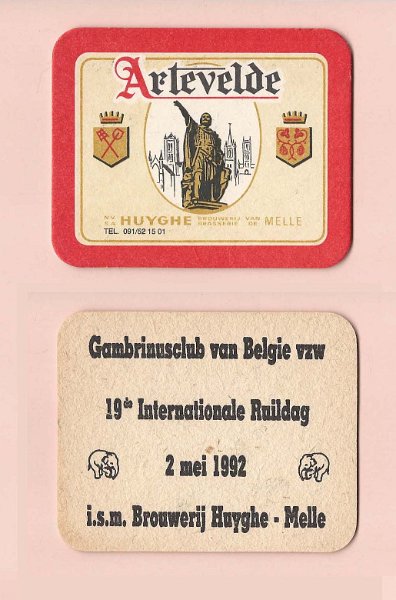 Artevelde
N.V. S.A. HUYGHE BROUWERIJ VAN BRASSERIE DE MELLE
TEL. 091/52 15 01
Gambrinusclub van Belgie vzw
19de Internationale Ruildag
2 mei 1992
i.s.m. Brouwerij Huyghe - Melle